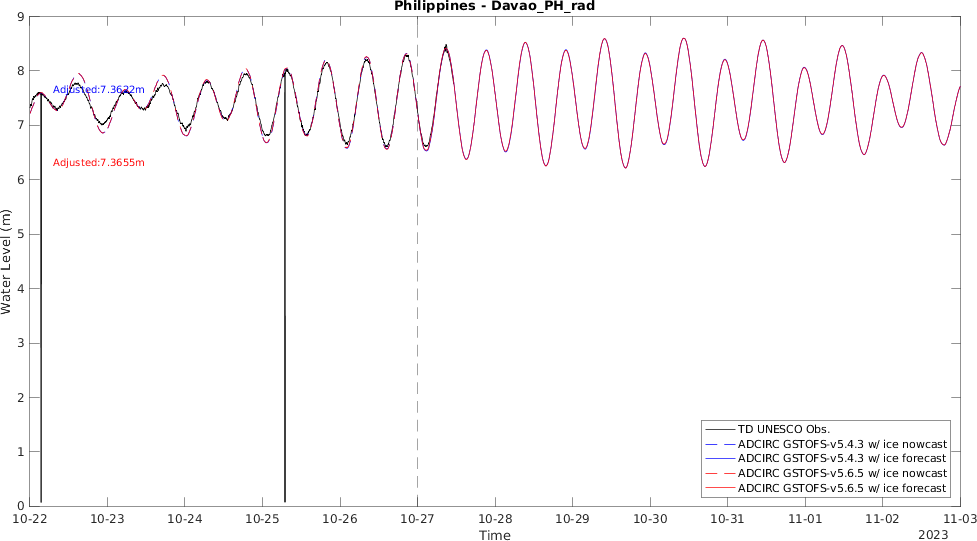 Philippines - Davao_PH_rad
9
8
7
6
5
4
3
2
1
0
Water Level (m)
Adjusted:7.3622m
Adjusted:7.3655m
TD UNESCO Obs.
ADCIRC GSTOFS-v5.4.3 w/ ice nowcast
ADCIRC GSTOFS-v5.4.3 w/ ice forecast
ADCIRC GSTOFS-v5.6.5 w/ ice nowcast
ADCIRC GSTOFS-v5.6.5 w/ ice forecast
10-22 10-23 10-24 10-25 10-26 10-27 10-28 10-29 10-30 10-31 11-01 11-02 11-03
Time
2023